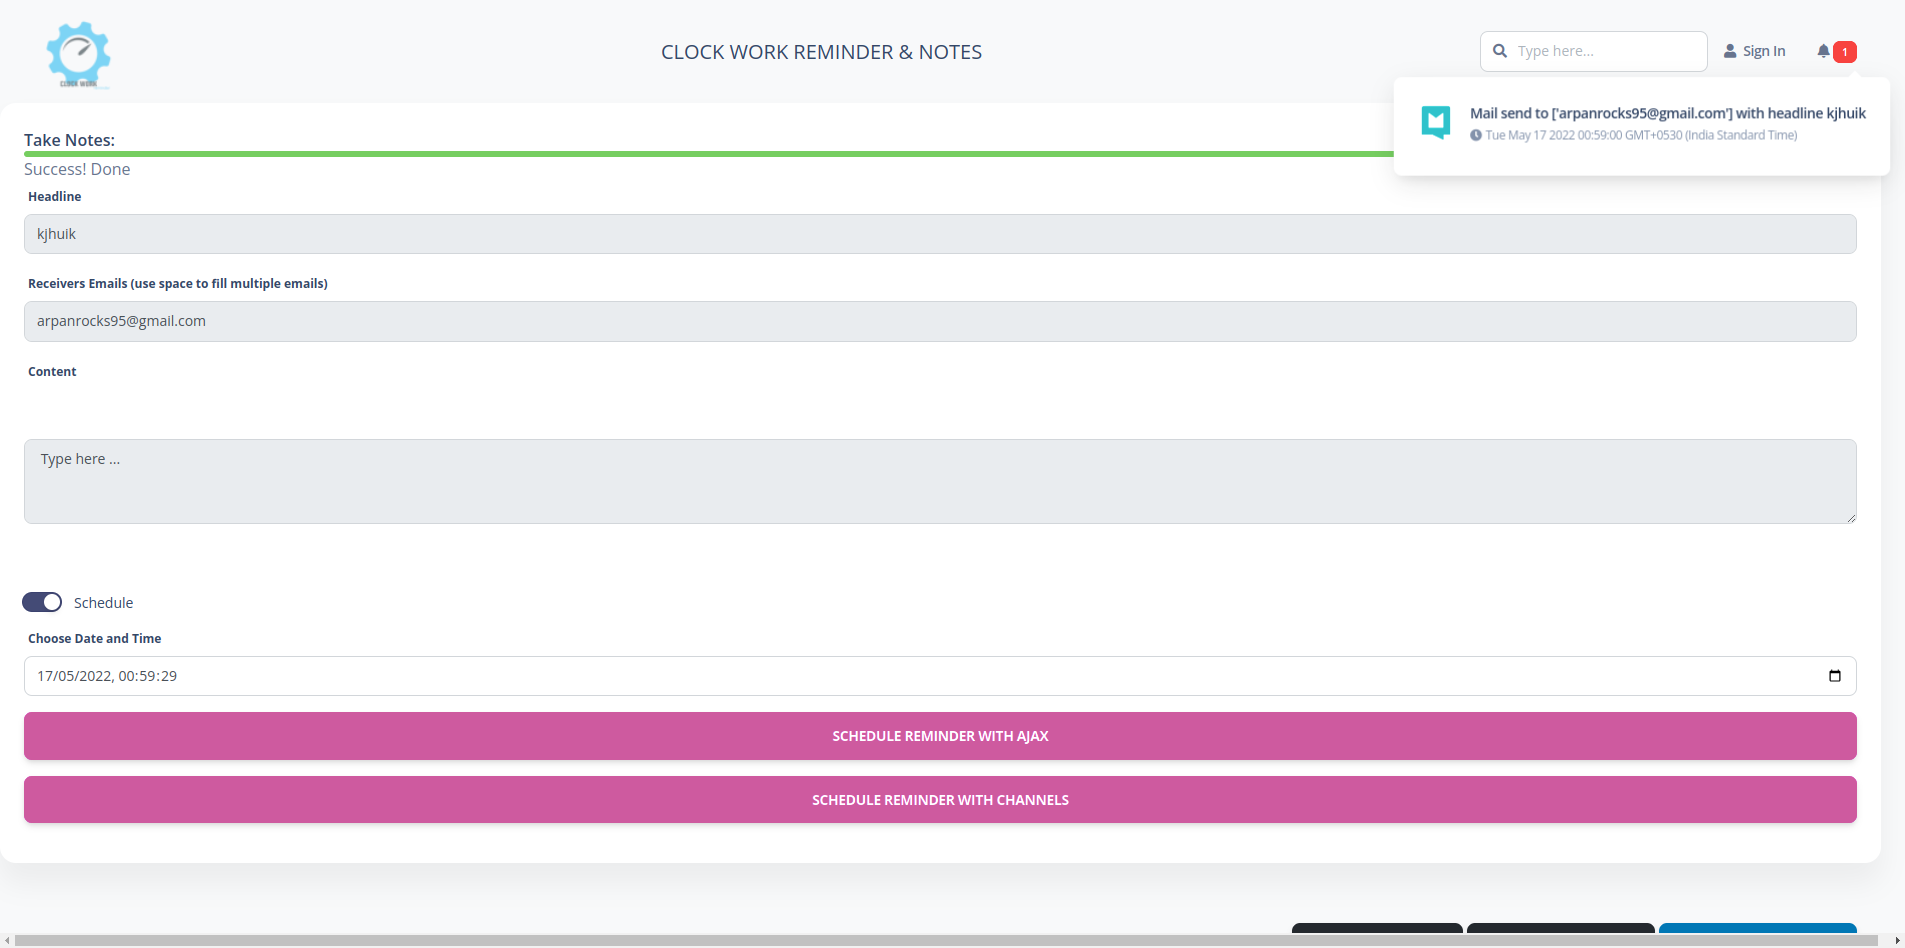 CLOCK WORK
CLOCK WORK REMINDER & NOTES
Type here...
Sign In
1
Mail send to ['arpanrocks95@gmail.com'] with headline kjhuik
Tue May 17 2022 00:59:00 GMT+0530 (India Standard Time)
Take Notes:
Success! Done
Headline
kjhuik
Receivers Emails (use space to fill multiple emails)
arpanrocks95@gmail.com
Content
Type here ...
Schedule
Choose Date and Time
17/05/2022, 00:59:29
SCHEDULE REMINDER WITH AJAX
SCHEDULE REMINDER WITH CHANNELS